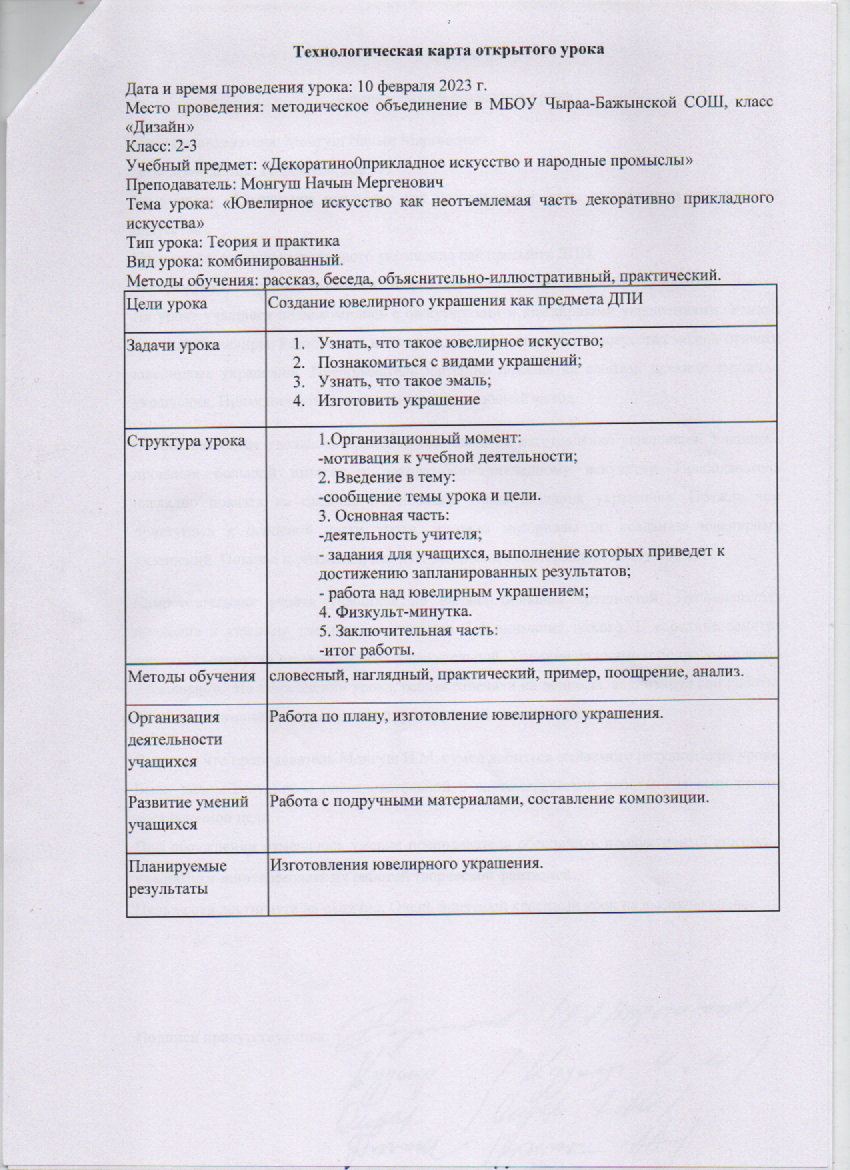 Технологическая карта открытого урока
Дата и время проведения урока: 10 февраля 2023 г.
Место проведения: методическое объединение в МБОУ Чыраа-Бажынской СОШ, класс
«Дизайн»
Класс: 2-3
Учебный предмет: «Декоратино0прикладное искусство и народные промыслы»
Преподаватель: Монгуш Начын Мергенович
Тема урока: «Ювелирное искусство как неотъемлемая часть декоративно прикладного
искусства»
Тип урока: Теория и практика
Вид урока: комбинированный.
Методы обучения: рассказ, беседа, объяснительно-иллюстративный, практический.
Цели урока Создание ювелирного украшения как предмета ДПИ
Задачи урока 1. Узнать, что такое ювелирное искусство;
2. Познакомиться с видами украшений;
3. Узнать, что такое эмаль;
4. Изготовить украшение
Структура урока 1.Организационный момент:
-мотивация к учебной деятельности;
2. Введение в тему:
-сообщение темы урока и цели.
3. Основная часть:
-деятельность учителя;
- задания для учащихся, выполнение которых приведет к
достижению запланированных результатов;
- работа над ювелирным украшением;
4. Физкульт-минутка.
5. Заключительная часть:
-итог работы.
Методы обучения словесный, наглядный, практический, пример, поощрение, анализ.
Организация Работа по плану, изготовление ювелирного украшения.
деятельности
учащихся
Развитие умений Работа с подручными материалами, составление композиции.
учащихся
Планируемые Изготовления ювелирного украшения.
результаты